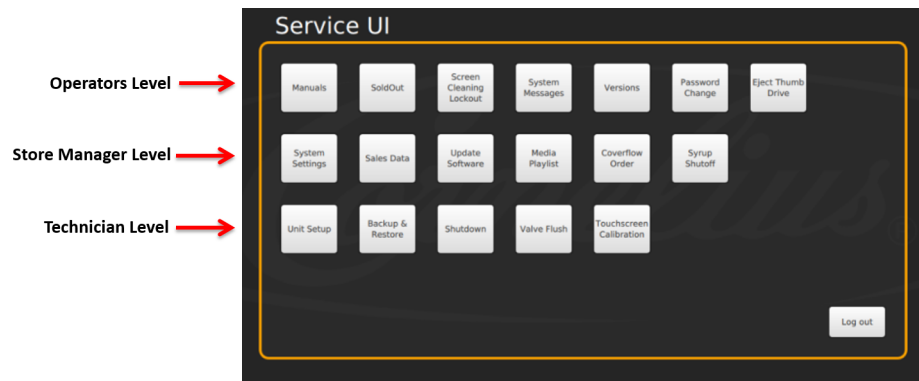 Service UI
Operators Level
Manuals
SoldOut
Screen
Cleaning
Lockout
System
Messages
Versions
Password
Change
Eject Thumb
Drive
Store Manager Level
System
Settings
Sales Data
Update
Software
Media
Playlist
Coverflow
Order
Syrup
Shutoff
Technician Level
Unit Setup
Backup &
Restore
Shutdown
Valve Flush
Touchscreen
Calibration
Log out
Cornelius